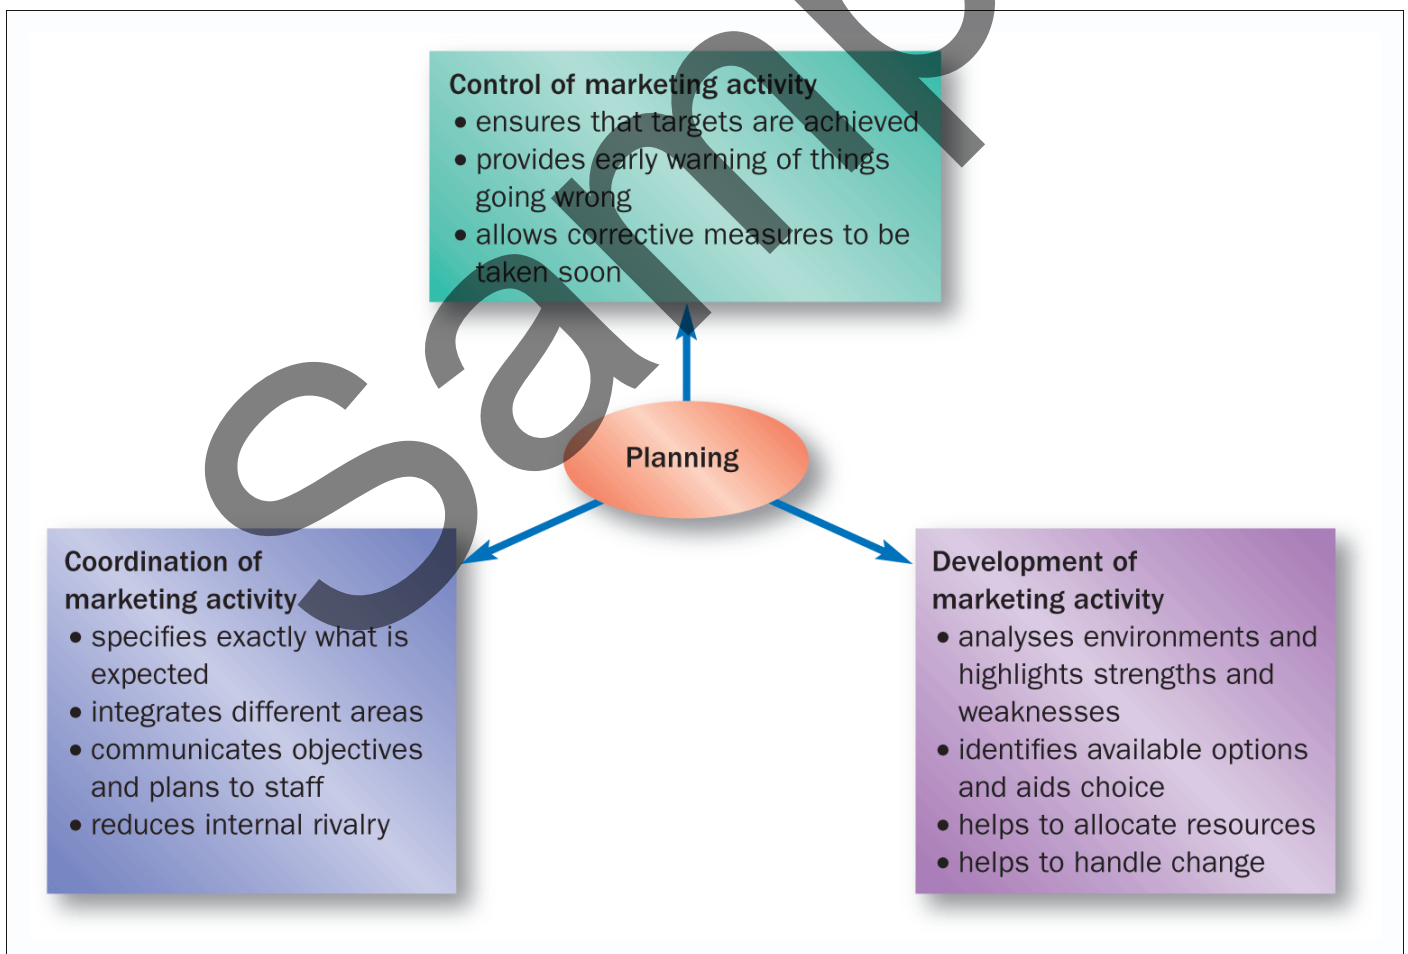 Control of marketing activity
• ensures that targets are achieved
• provides early warning of things
going wrong
• allows corrective measures to be
taken soon
Planning
Coordination of
marketing activity
• specifies exactly what is
expected
• integrates different areas
• communicates objectives
and plans to staff
• reduces internal rivalry
Development of
marketing activity
• analyses environments and
highlights strengths and
weaknesses
• identifies available options
and aids choice
• helps to allocate resources
• helps to handle change
Samp